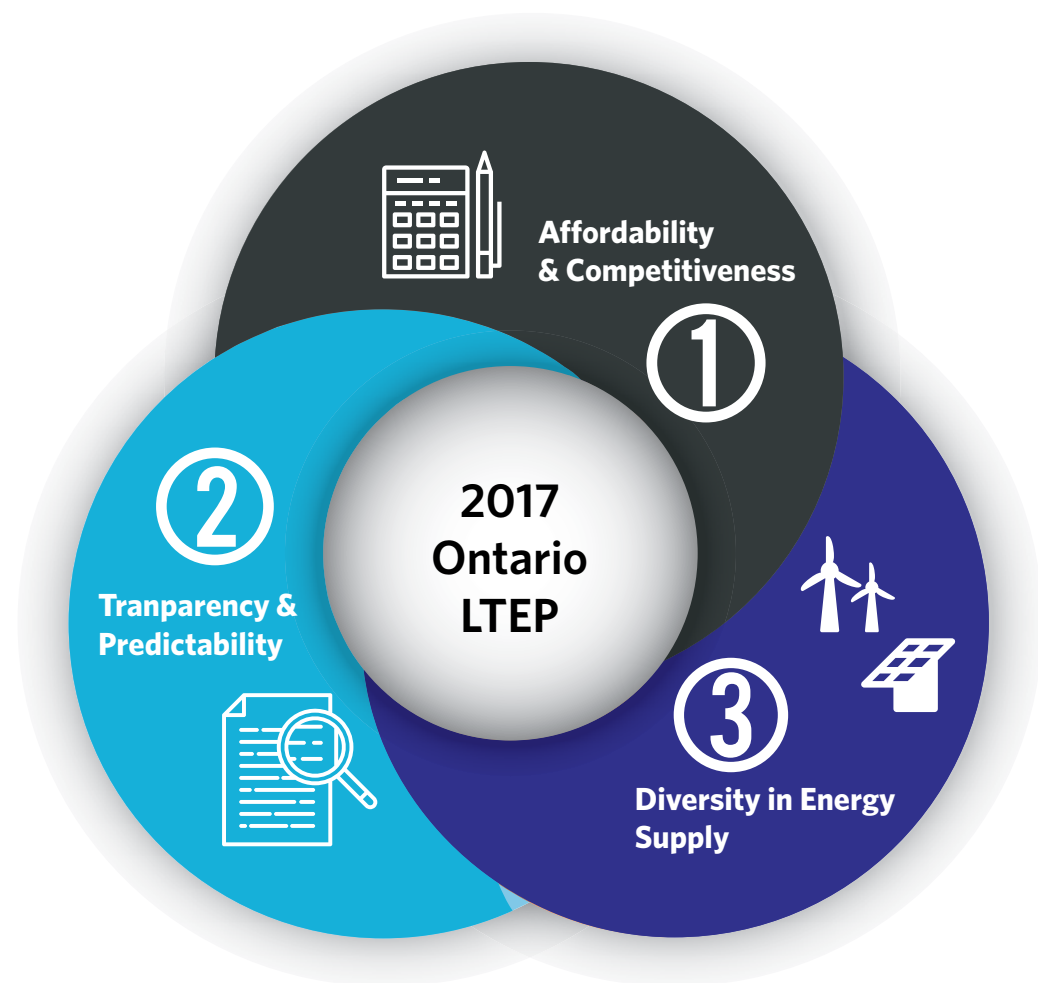 Affordability
& Competitiveness
1
2017
Ontario
LTEP
2
Tranparency &
Predictability
3
Diversity in Energy
Supply